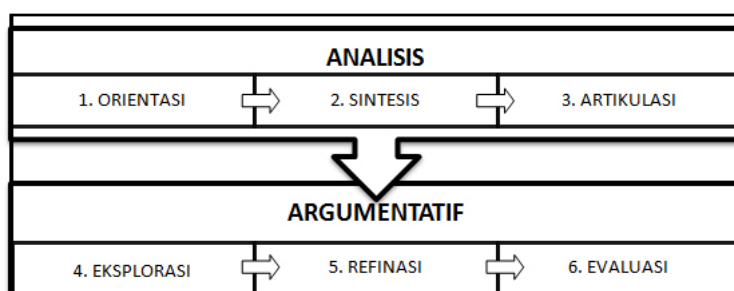 ANALISIS
1. ORIENTASI
2. SINTESIS
3. ARTIKULASI
ARGUMENTATIF
4. EKSPLORASI
5. REFINASI
6. EVALUASI